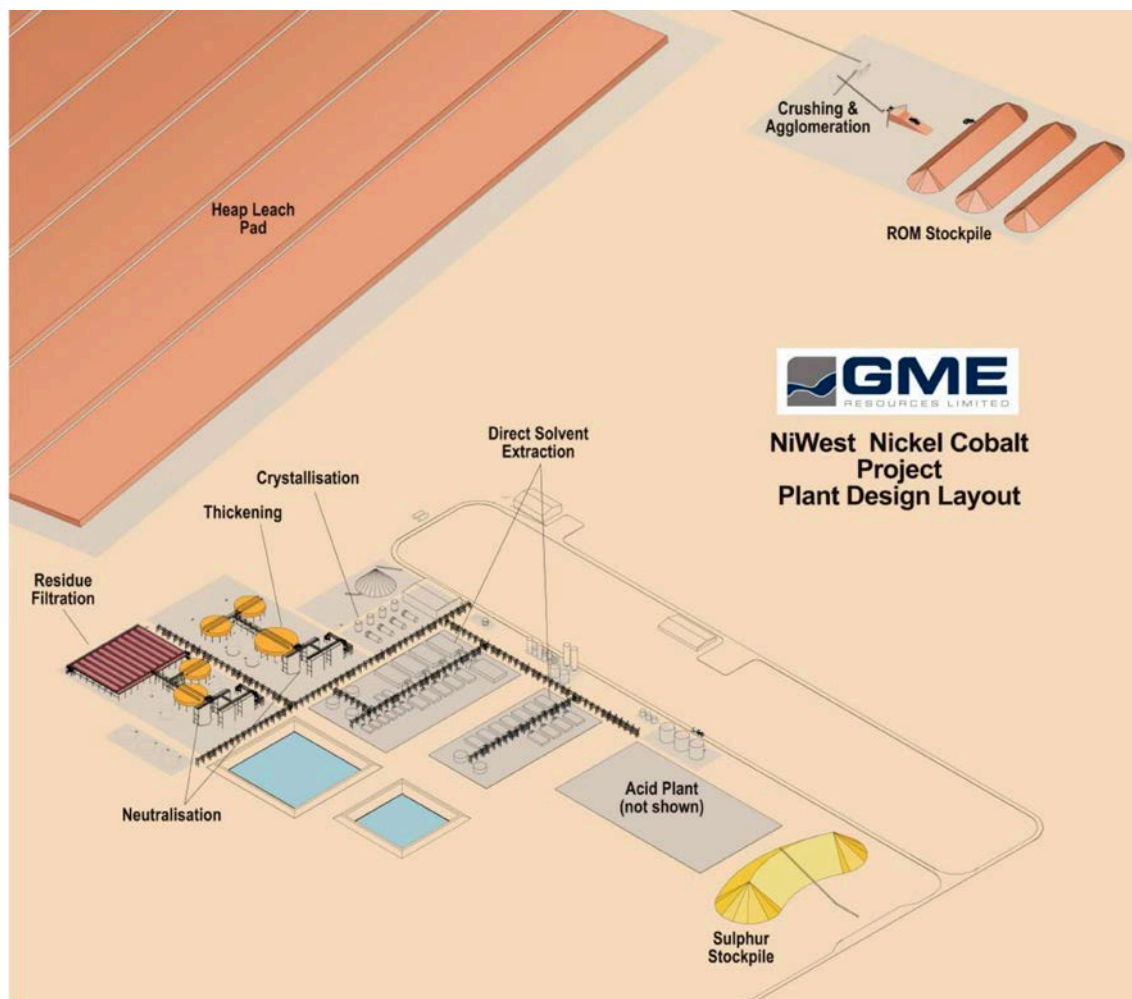 Crushing &
Agglomeration
Heap Leach
Pad
ROM Stockpile
GME
RESOURCES LIMITED
NiWest Nickel Cobalt
Project
Plant Design Layout
Direct Solvent
Extraction
Crystallisation
Thickening
Residue
Filtration
Acid Plant
(not shown)
Neutralisation
Sulphur
Stockpile